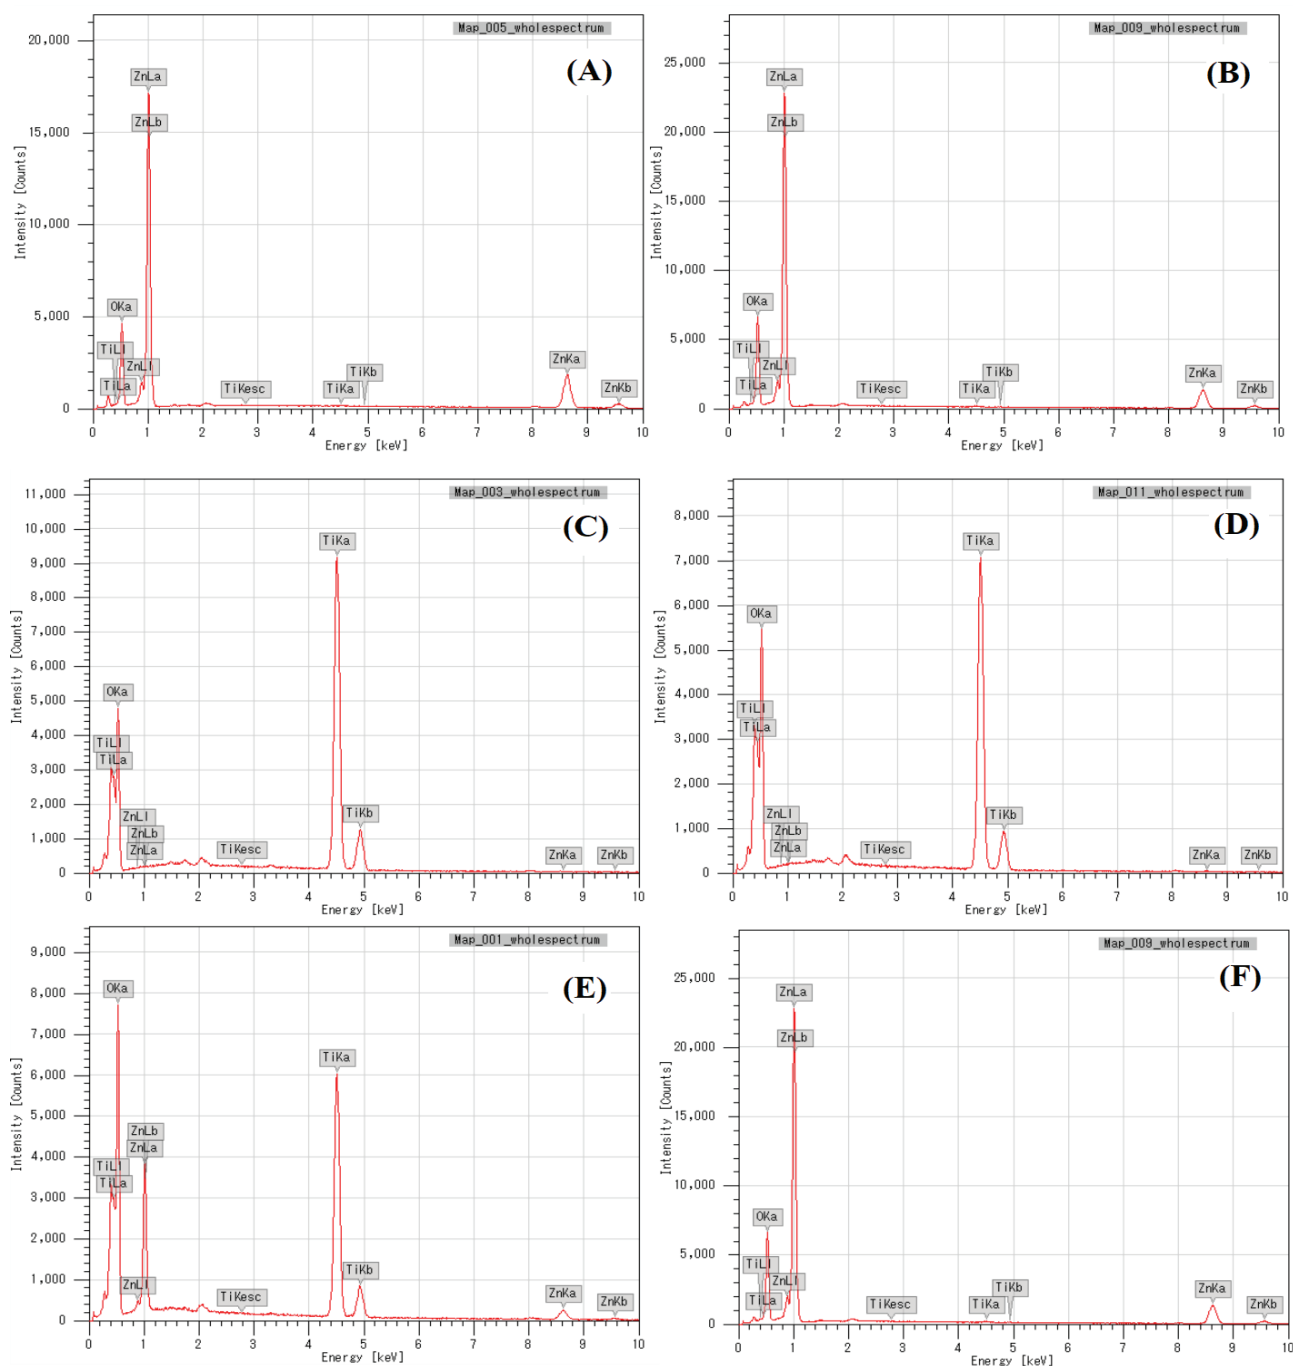 Map_005_wholespectrum
(A)
20,000
15,000
10,000
5,000
0
Intensity [Counts]
ZnLa
ZnLb
OKa
TiLl
TiLa
ZnLl
TiKesc
TiKa
TiKb
ZnKa
ZnKb
0 1 2 3 4 5 6 7 8 9 10
Energy [keV]
Map_009_wholespectrum
(B)
25,000
20,000
15,000
10,000
5,000
0
Intensity [Counts]
ZnLa
ZnLb
OKa
TiLl
TiLa
ZnLl
TiKesc
TiKa
TiKb
ZnKa
ZnKb
0 1 2 3 4 5 6 7 8 9 10
Energy [keV]
Map_003_wholespectrum
(C)
11,000
10,000
9,000
8,000
7,000
6,000
5,000
4,000
3,000
2,000
1,000
0
Intensity [Counts]
TiKa
OKa
TiLl
TiLa
ZnLl
ZnLb
ZnLa
TiKesc
TiKb
ZnKa
ZnKb
0 1 2 3 4 5 6 7 8 9 10
Energy [keV]
Map_011_wholespectrum
(D)
8,000
7,000
6,000
5,000
4,000
3,000
2,000
1,000
0
Intensity [Counts]
TiKa
OKa
TiLl
TiLa
ZnLl
ZnLb
ZnLa
TiKesc
TiKb
ZnKa
ZnKb
0 1 2 3 4 5 6 7 8 9 10
Energy [keV]
Map_001_wholespectrum
(E)
9,000
8,000
7,000
6,000
5,000
4,000
3,000
2,000
1,000
0
Intensity [Counts]
OKa
TiKa
ZnLb
ZnLa
TiLl
TiLa
ZnLl
TiKesc
TiKb
ZnKa
ZnKb
0 1 2 3 4 5 6 7 8 9 10
Energy [keV]
Map_009_wholespectrum
(F)
25,000
20,000
15,000
10,000
5,000
0
Intensity [Counts]
ZnLa
ZnLb
OKa
TiLl
TiLa
ZnLl
TiKesc
TiKa
TiKb
ZnKa
ZnKb
0 1 2 3 4 5 6 7 8 9 10
Energy [keV]